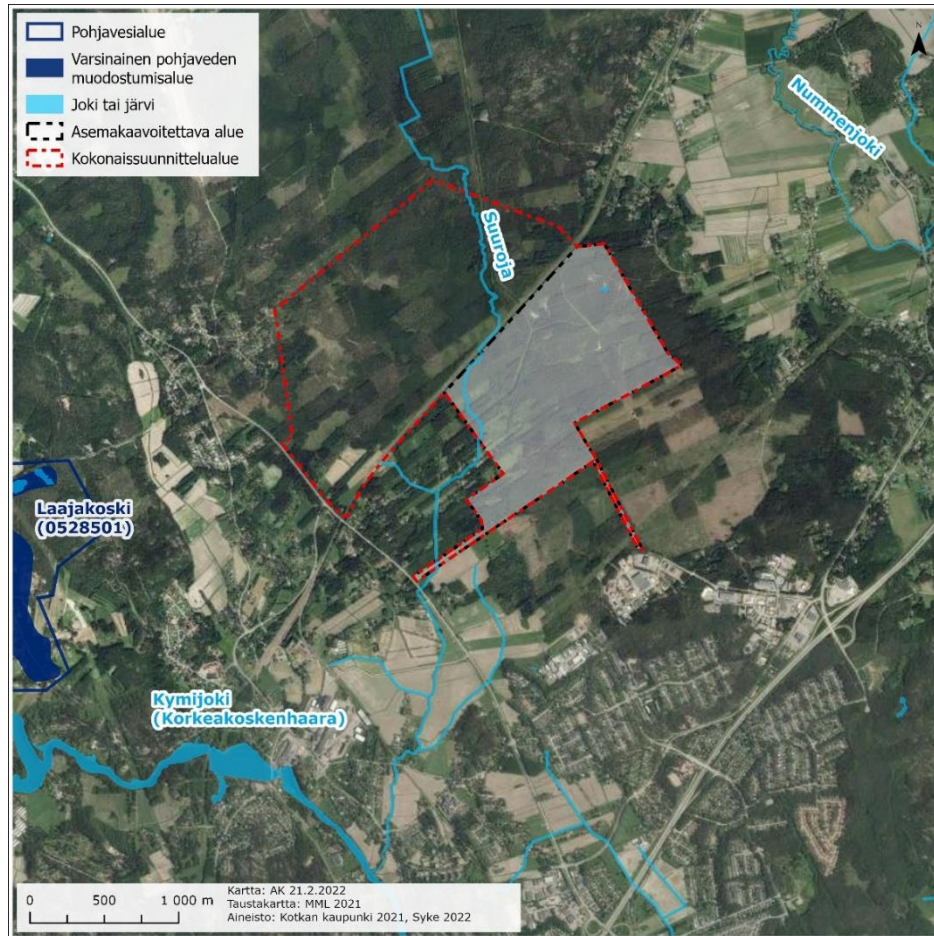 Pohjavesialue
Varsinainen pohjaveden
muodostumisalue
Joki tai järvi
Asemakaavoitettava alue
Kokonaissuunnittelualue
N
Nummenjoki
Suuroja
Laajakoski
(0528501)
Kymijoki
(Korkeakoskenhaara)
0 500 1 000 m
Kartta: AK 21.2.2022
Taustakartta: MML 2021
Aineisto: Kotkan kaupunki 2021, Syke 2022